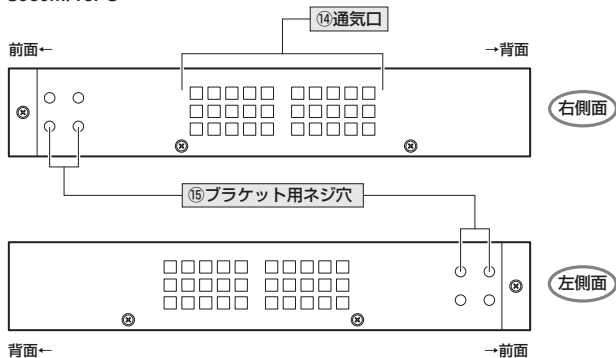 ⑭通気口
前面←
→背面
右側面
⑮ブラケット用ネジ穴
左側面
背面←
→前面